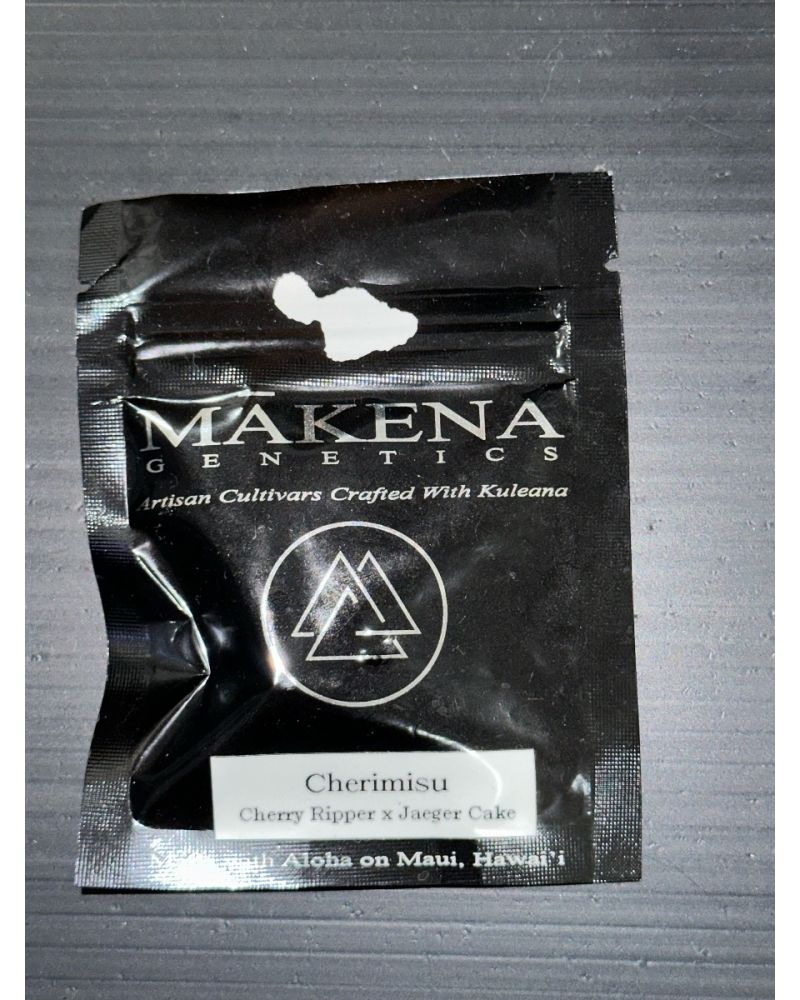 MĀKENA
GENETICS
Artisan Cultivars Crafted With Kuleana
Cherimisu
Cherry Ripper x Jaeger Cake
Aloha on Maui, Hawai'i